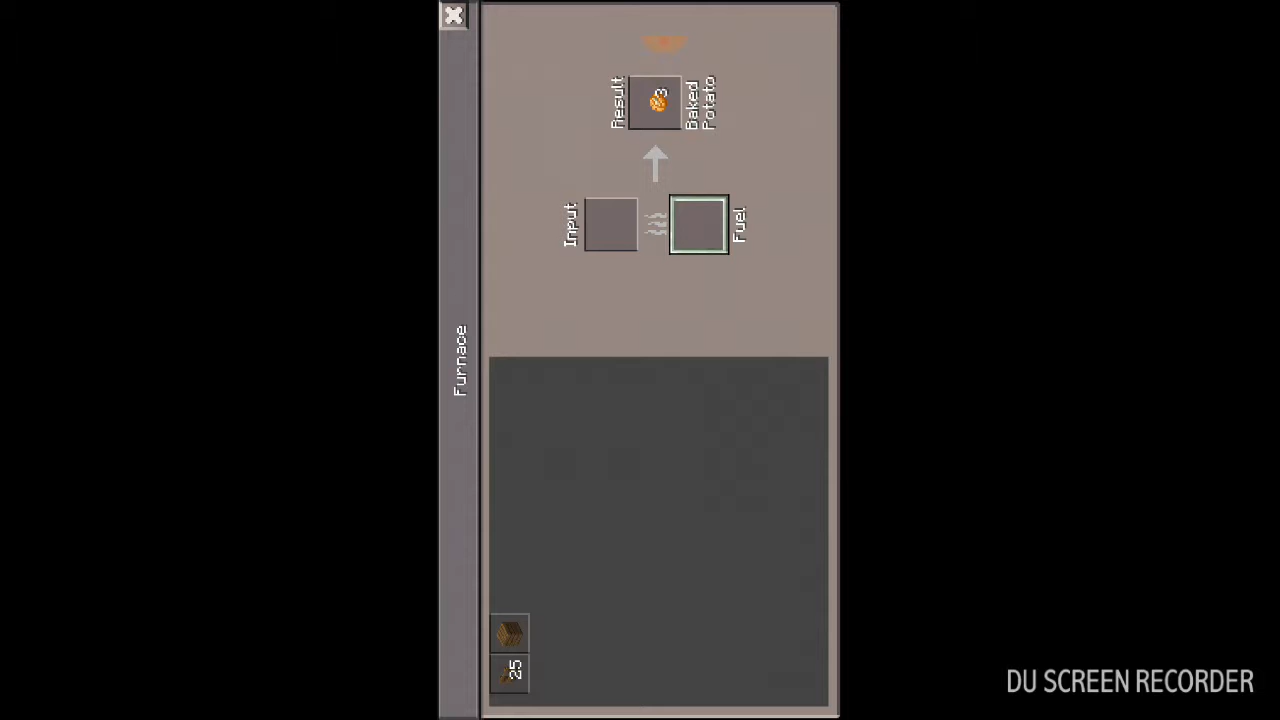 Furnace
Input
Fuel
Result
3
Baked
Potato
25
DU SCREEN RECORDER